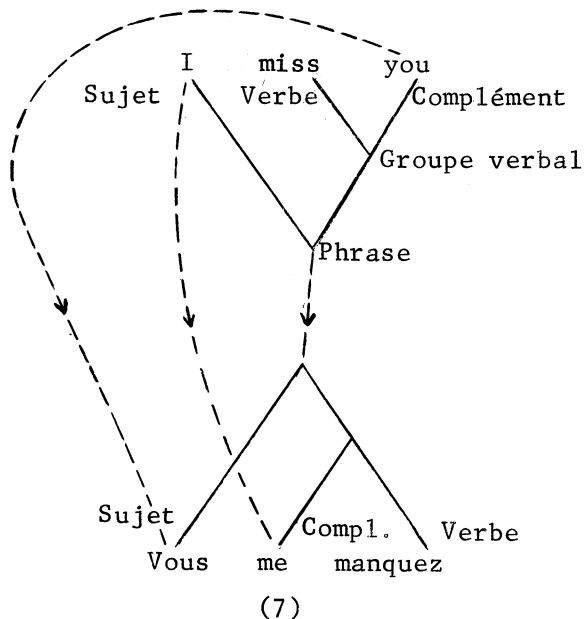 I miss you
Sujet Verbe Complément
Groupe verbal
Phrase
Sujet Compl. Verbe
Vous me manquez
(7)